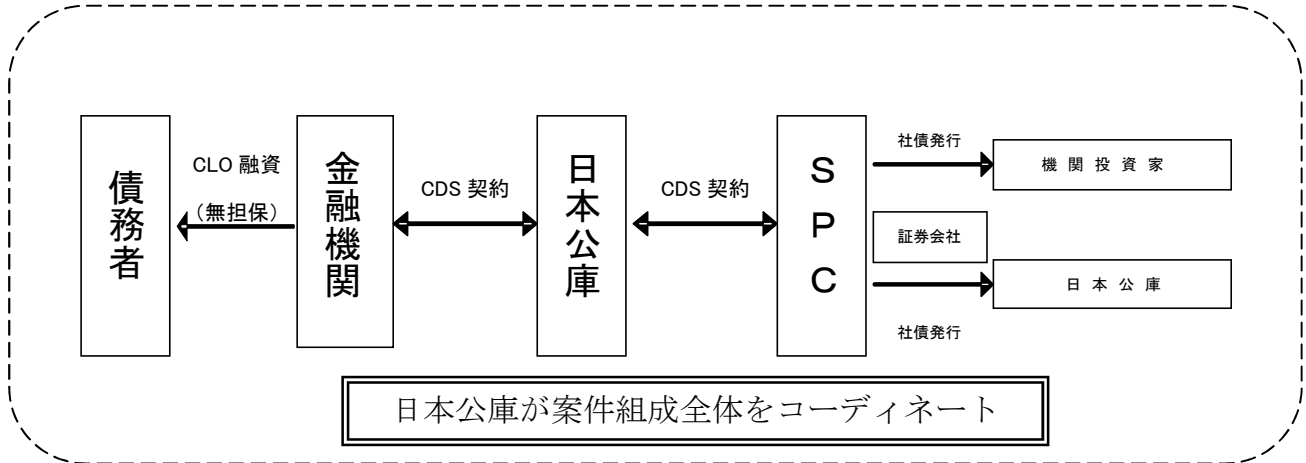 債務者
CLO 融資
（無担保）
金融機関
CDS 契約
日本公庫
CDS 契約
ＳＰＣ
社債発行
機関投資家
証券会社
日本公庫
社債発行
日本公庫が案件組成全体をコーディネート